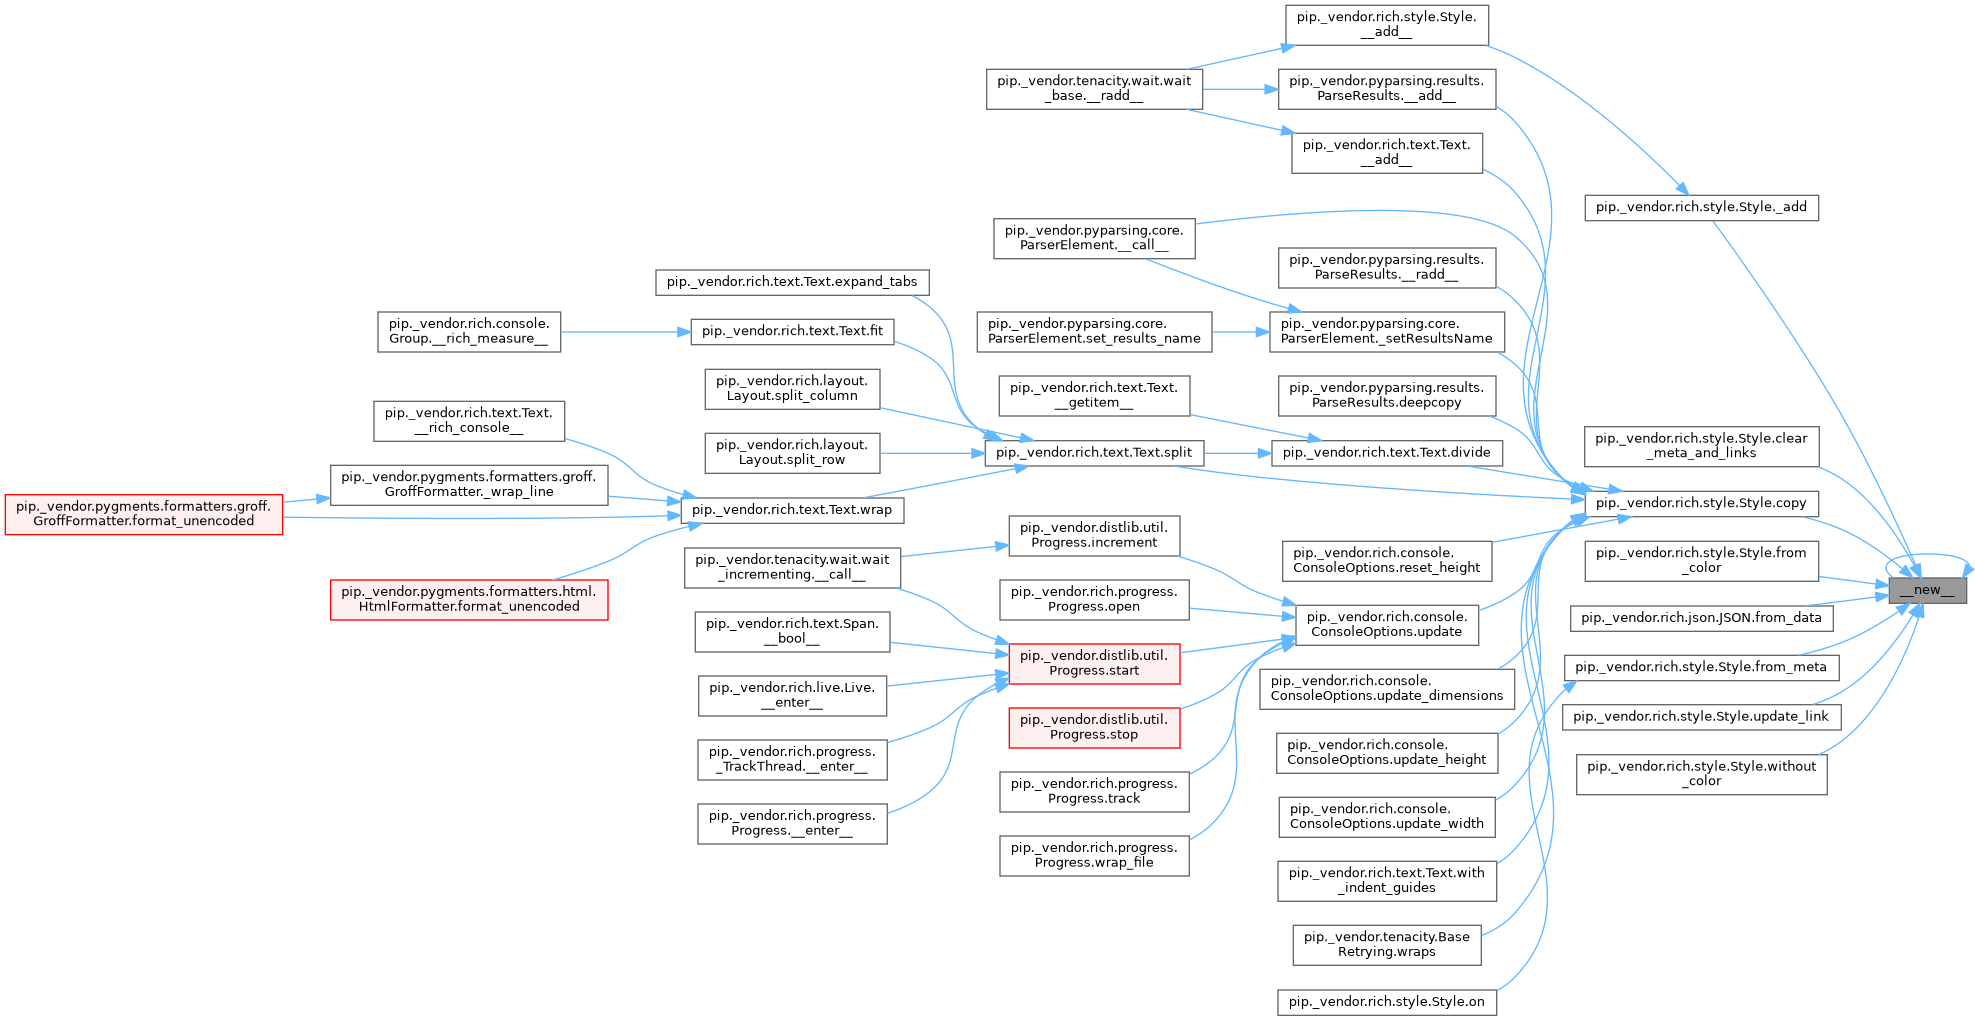 pip._vendor.rich.style.Style.
__add__
pip._vendor.tenacity.wait.wait
_base.__radd__
pip._vendor.pyparsing.results.
ParseResults.__add__
pip._vendor.rich.text.Text.
__add__
pip._vendor.rich.style.Style._add
pip._vendor.pyparsing.core.
ParserElement.__call__
pip._vendor.pyparsing.results.
ParseResults.__radd__
pip._vendor.rich.text.Text.expand_tabs
pip._vendor.rich.console.
Group.__rich_measure__
pip._vendor.rich.text.Text.fit
pip._vendor.pyparsing.core.
ParserElement.set_results_name
pip._vendor.pyparsing.core.
ParserElement._setResultsName
pip._vendor.rich.layout.
Layout.split_column
pip._vendor.rich.text.Text.
__getitem__
pip._vendor.pyparsing.results.
ParseResults.deepcopy
pip._vendor.rich.text.Text.
__rich_console__
pip._vendor.rich.layout.
Layout.split_row
pip._vendor.rich.text.Text.split
pip._vendor.rich.text.Text.divide
pip._vendor.rich.style.Style.clear
_meta_and_links
pip._vendor.pygments.formatters.groff.
GroffFormatter._wrap_line
pip._vendor.pygments.formatters.groff.
GroffFormatter.format_unencoded
pip._vendor.rich.text.Text.wrap
pip._vendor.rich.style.Style.copy
pip._vendor.distlib.util.
Progress.increment
pip._vendor.rich.console.
ConsoleOptions.reset_height
pip._vendor.rich.style.Style.from
_color
pip._vendor.tenacity.wait.wait
_incrementing.__call__
pip._vendor.pygments.formatters.html.
HtmlFormatter.format_unencoded
pip._vendor.rich.progress.
Progress.open
__new__
pip._vendor.rich.text.Span.
__bool__
pip._vendor.rich.console.
ConsoleOptions.update
pip._vendor.rich.json.JSON.from_data
pip._vendor.distlib.util.
Progress.start
pip._vendor.rich.style.Style.from_meta
pip._vendor.rich.live.Live.
__enter__
pip._vendor.rich.console.
ConsoleOptions.update_dimensions
pip._vendor.distlib.util.
Progress.stop
pip._vendor.rich.style.Style.update_link
pip._vendor.rich.progress.
_TrackThread.__enter__
pip._vendor.rich.console.
ConsoleOptions.update_height
pip._vendor.rich.style.Style.without
_color
pip._vendor.rich.progress.
Progress.track
pip._vendor.rich.progress.
Progress.__enter__
pip._vendor.rich.console.
ConsoleOptions.update_width
pip._vendor.rich.progress.
Progress.wrap_file
pip._vendor.rich.text.Text.with
_indent_guides
pip._vendor.tenacity.Base
Retrying.wraps
pip._vendor.rich.style.Style.on